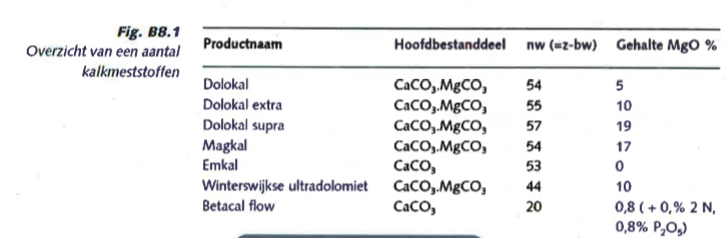 Fig. B8.1
Overzicht van een aantal
kalkmeststoffen
Productnaam Hoofdbestanddeel nw (=z-bw) Gehalte MgO %
Dolokal CaCO₃.MgCO₃ 54 5
Dolokal extra CaCO₃.MgCO₃ 55 10
Dolokal supra CaCO₃.MgCO₃ 57 19
Magkal CaCO₃.MgCO₃ 54 17
Emkal CaCO₃ 53 0
Winterswijkse ultradolomiet CaCO₃.MgCO₃ 44 10
Betacal flow CaCO₃ 20 0,8 ( + 0,% 2 N,
0,8% P₂O₅)